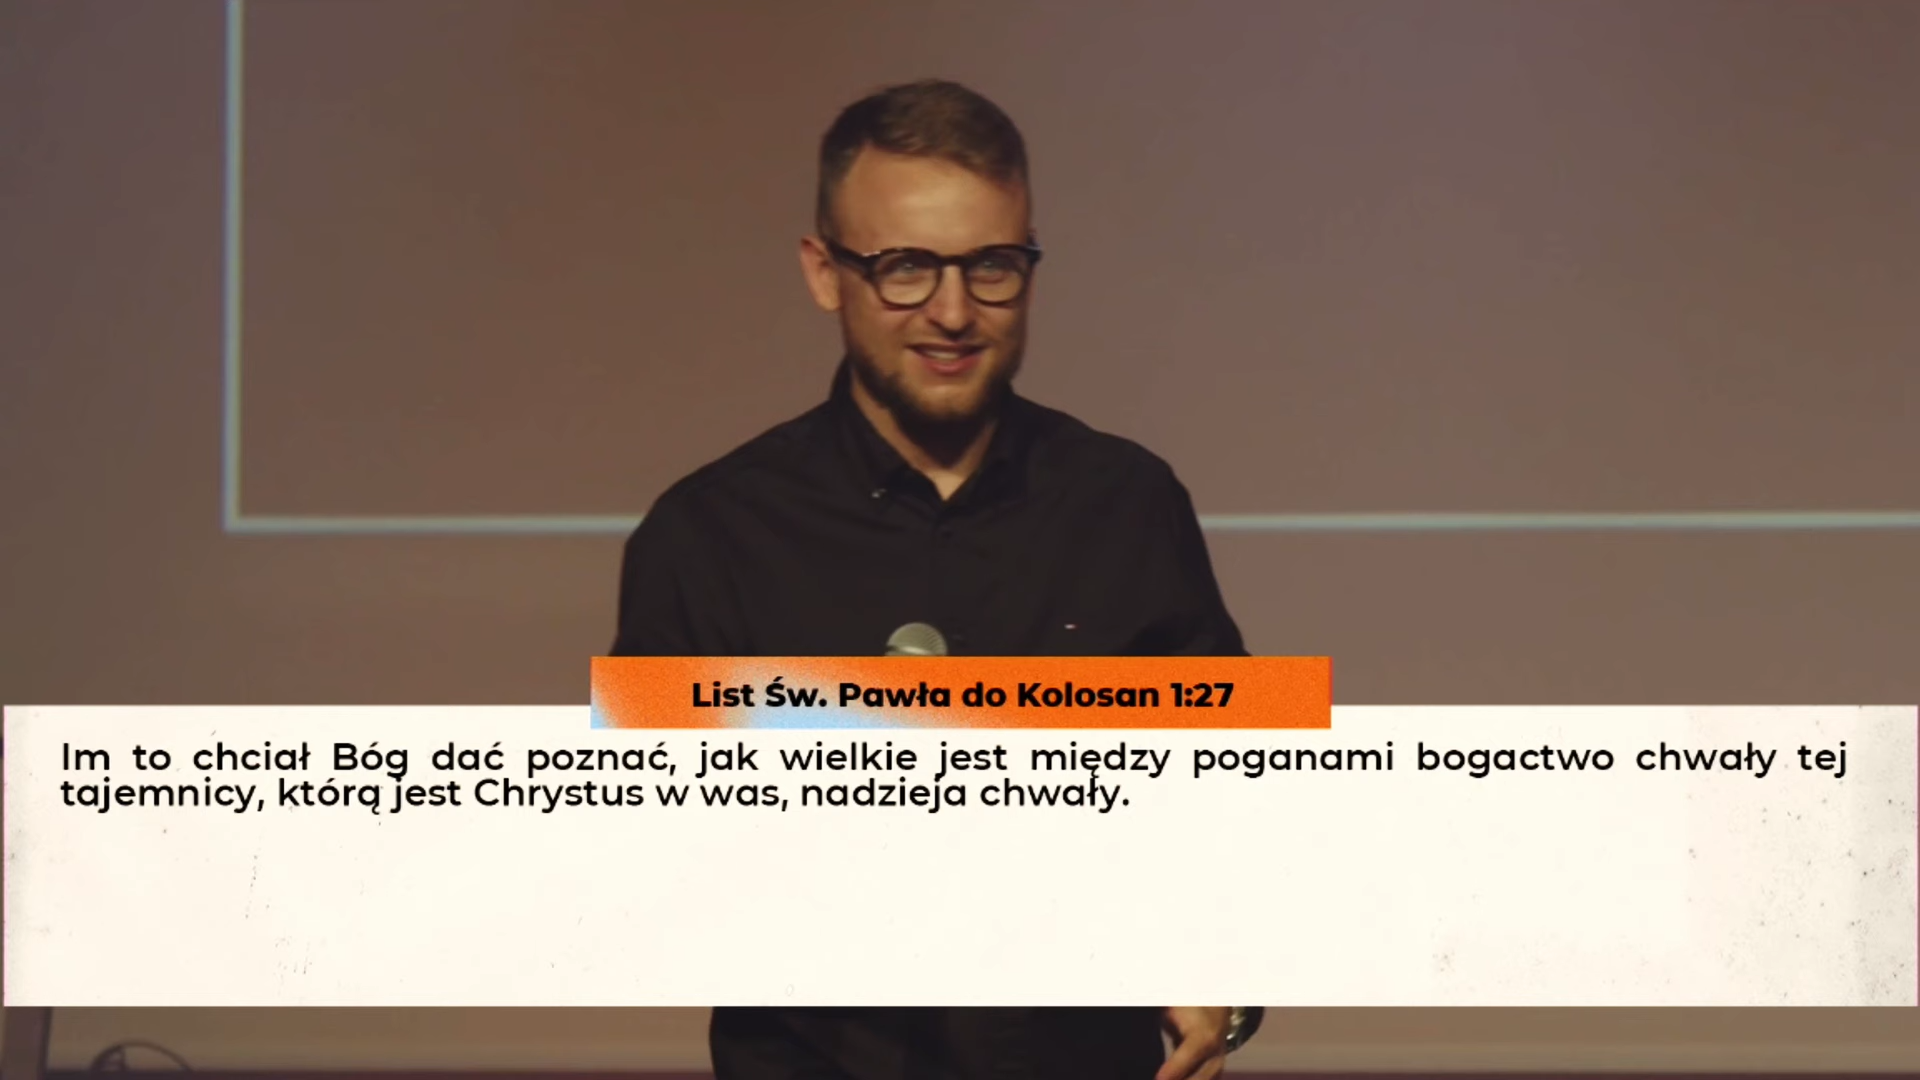 List Św. Pawła do Kolosan 1:27
Im to chciał Bóg dać poznać, jak wielkie jest między poganami bogactwo chwały tej
tajemnicy, którą jest Chrystus w was, nadzieja chwały.